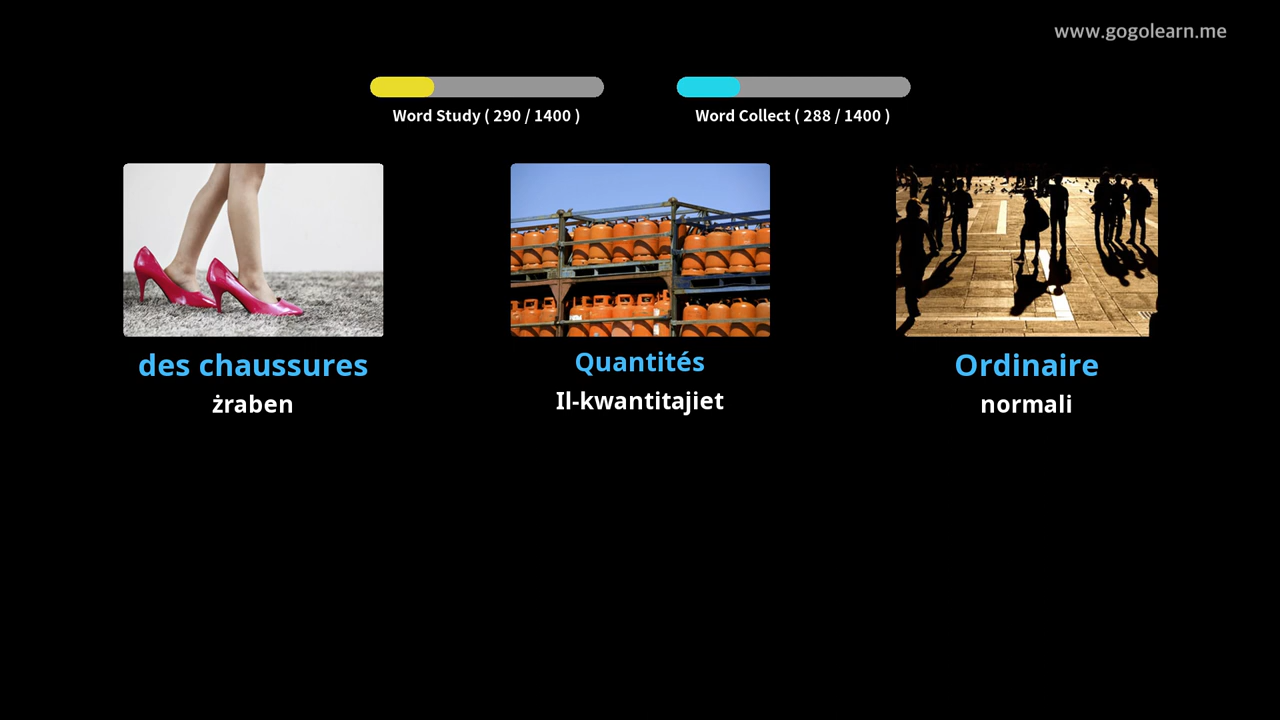 www.gogolearn.me
Word Study ( 290 / 1400 )
Word Collect ( 288 / 1400 )
des chaussures
żraben
Quantités
Il-kwantitajiet
Ordinaire
normali